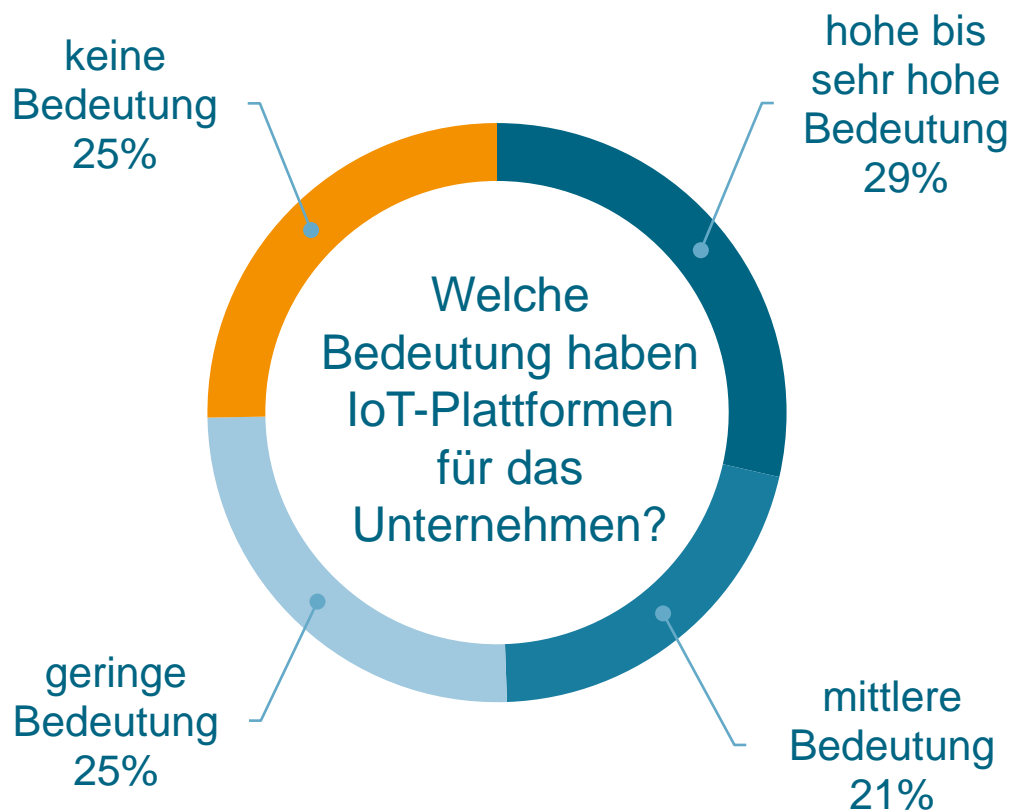 keine
Bedeutung
25%
hohe bis
sehr hohe
Bedeutung
29%
Welche
Bedeutung haben
IoT-Plattformen
für das
Unternehmen?
geringe
Bedeutung
25%
mittlere
Bedeutung
21%